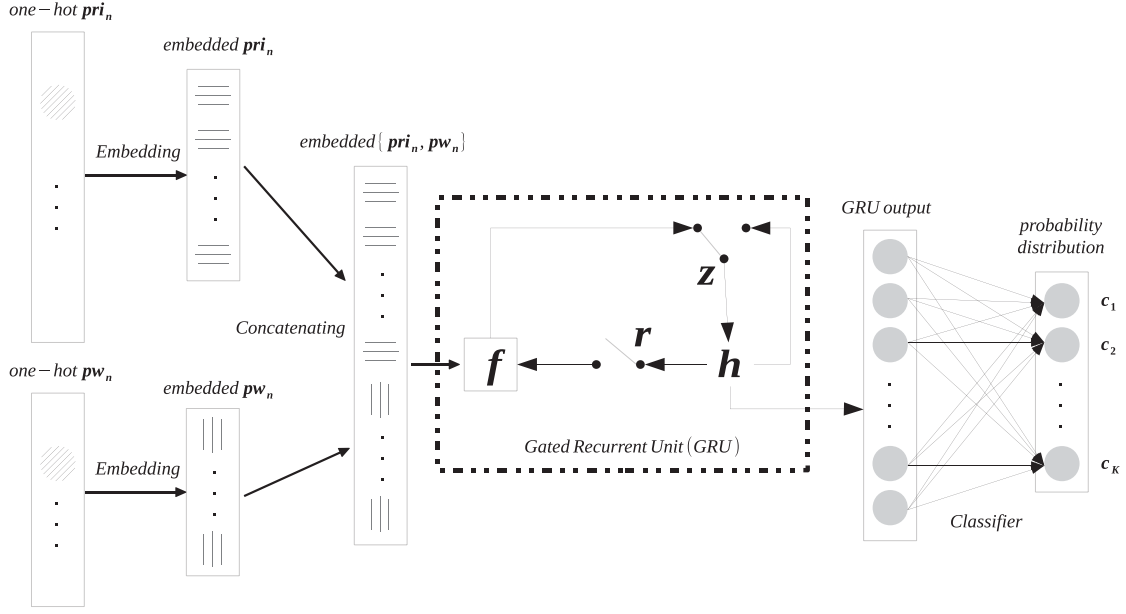 one−hot pri_n
embedded pri_n
Embedding
embedded{ pri_n, pw_n}
Concatenating
one−hot pw_n
embedded pw_n
Embedding
z
r
f
h
Gated Recurrent Unit (GRU)
GRU output
probability
distribution
c_1
c_2
c_K
Classifier